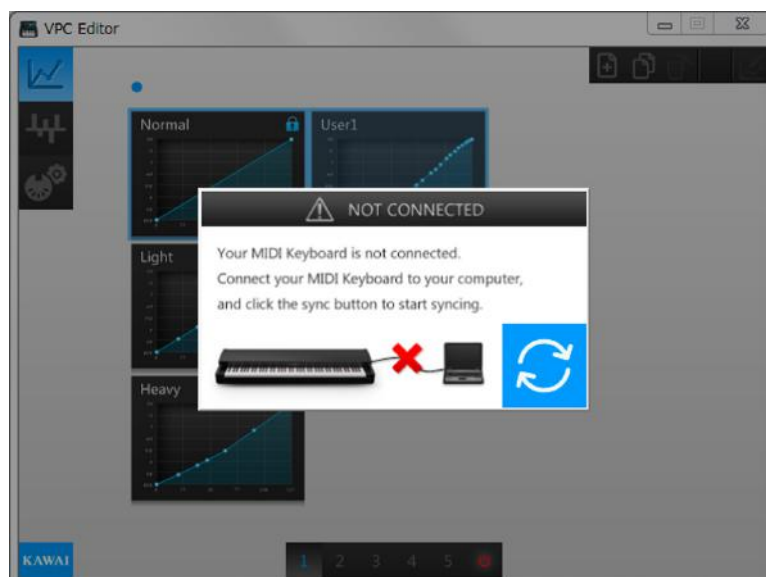 VPC Editor
Normal
User1
NOT CONNECTED
Your MIDI Keyboard is not connected.
Connect your MIDI Keyboard to your computer,
and click the sync button to start syncing.
Light
Heavy
KAWAI
1 2 3 4 5